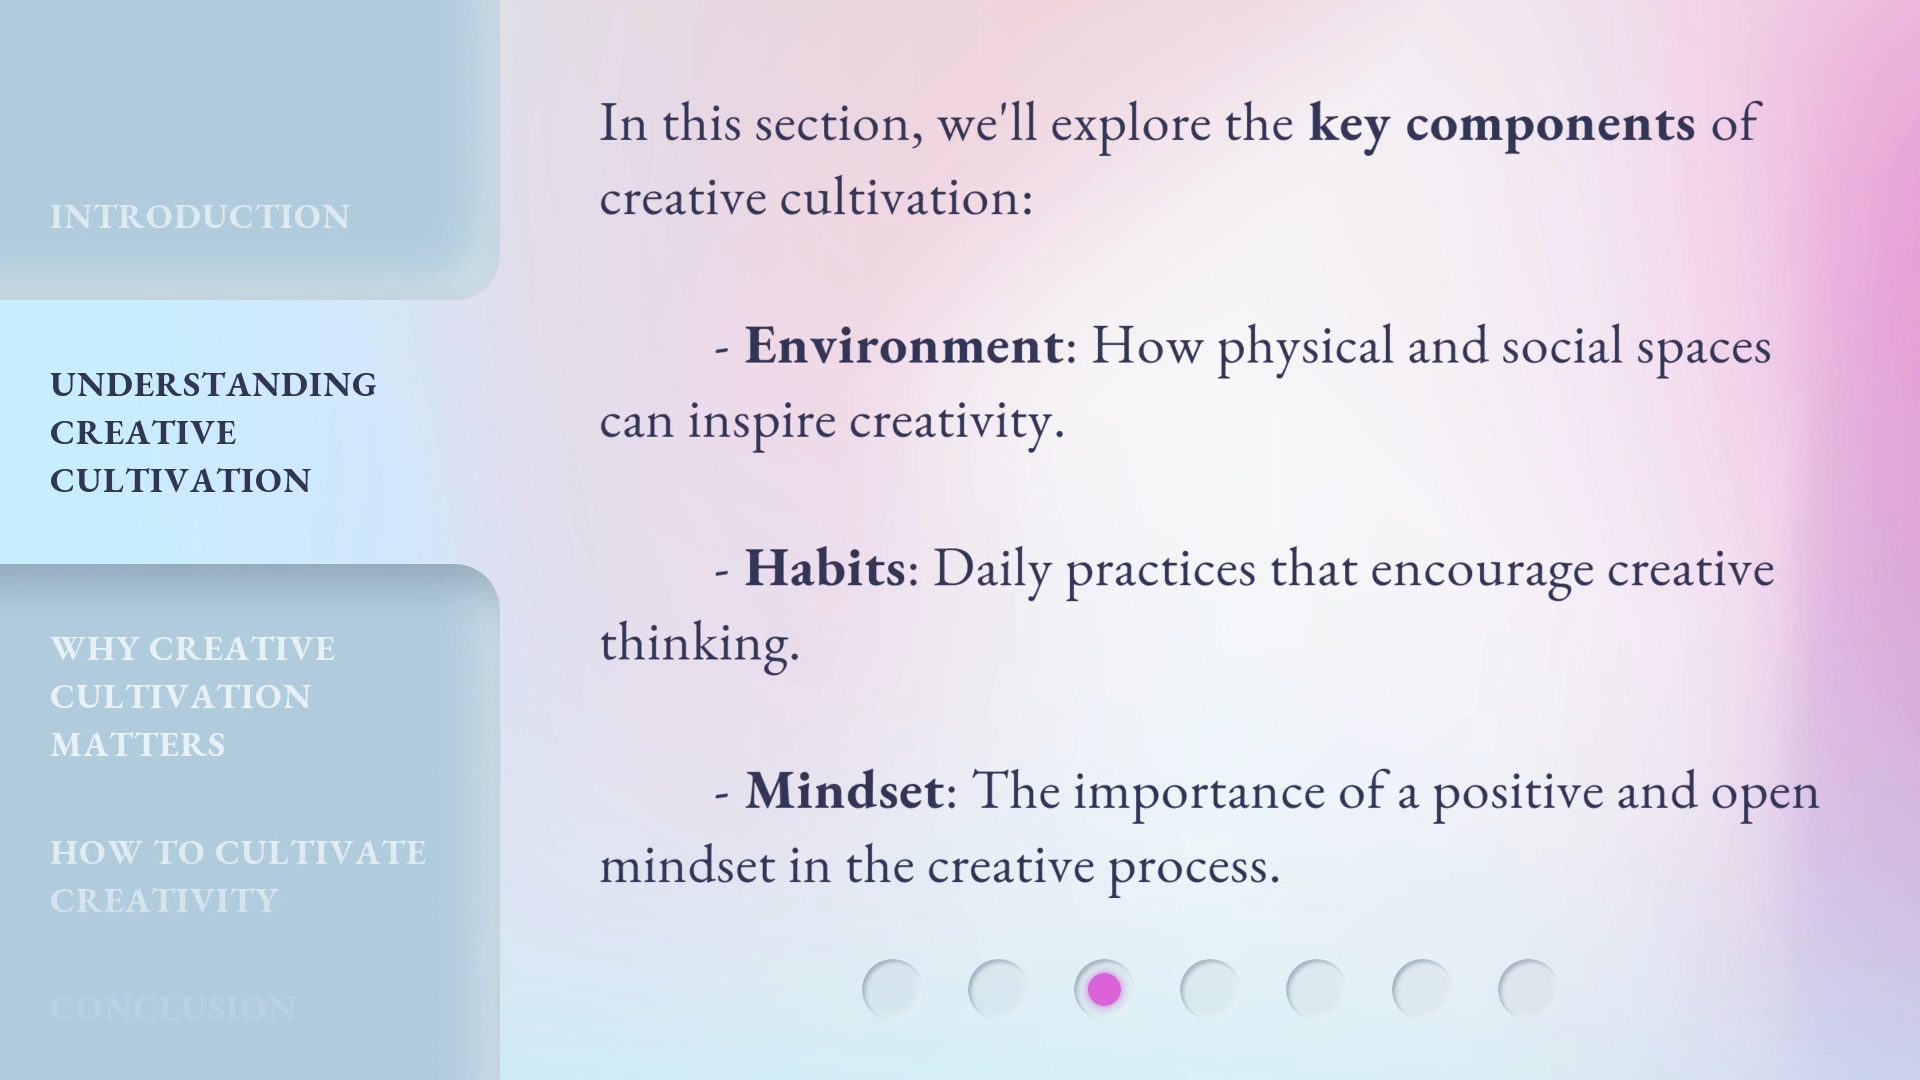 INTRODUCTION
UNDERSTANDING
CREATIVE
CULTIVATION
WHY CREATIVE
CULTIVATION
MATTERS
HOW TO CULTIVATE
CREATIVITY
CONCLUSION
In this section, we'll explore the key components of
creative cultivation:
- Environment: How physical and social spaces
can inspire creativity.
- Habits: Daily practices that encourage creative
thinking.
- Mindset: The importance of a positive and open
mindset in the creative process.